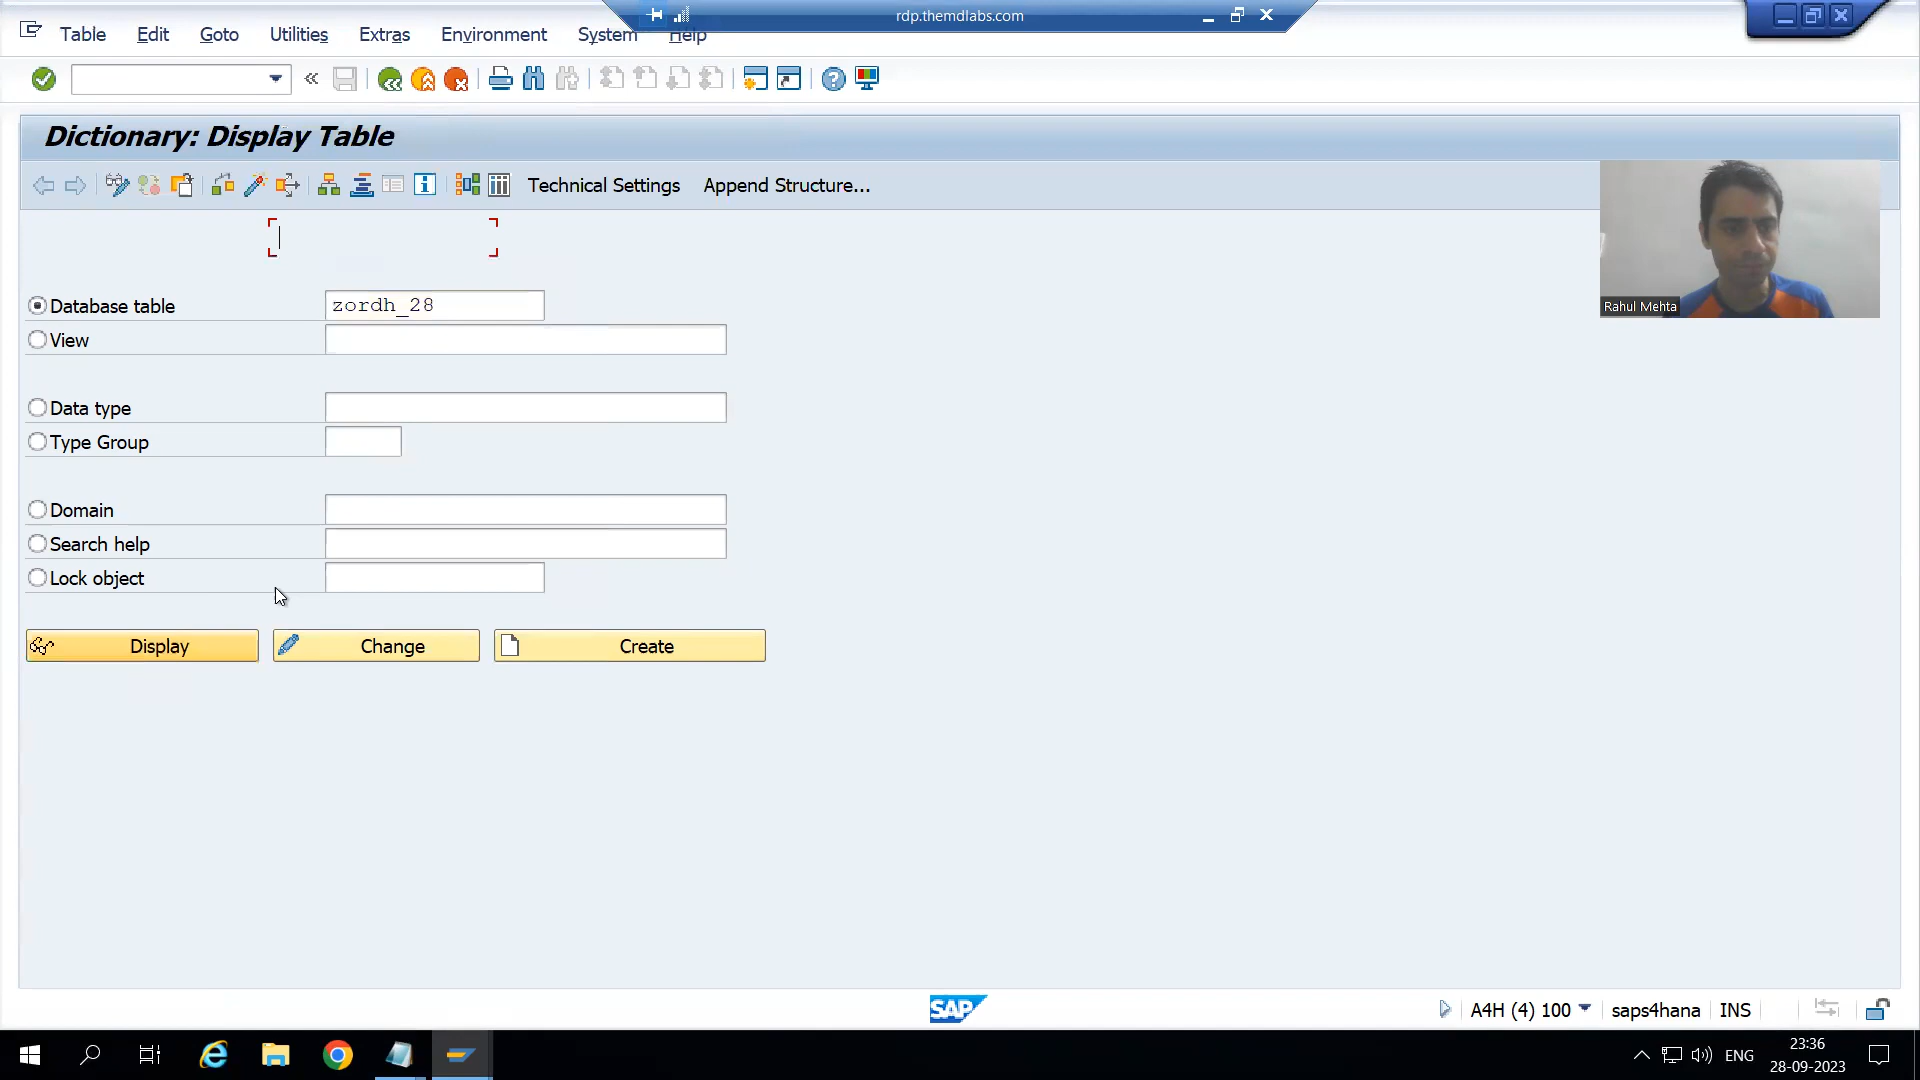 rdp.themdlabs.com
Table Edit Goto Utilities Extras Environment System Help
Dictionary: Display Table
Technical Settings Append Structure...
Rahul Mehta
Database table zordh_28
View
Data type
Type Group
Domain
Search help
Lock object
Display Change Create
SAP
A4H (4) 100 saps4hana INS
ENG
23:36
28-09-2023